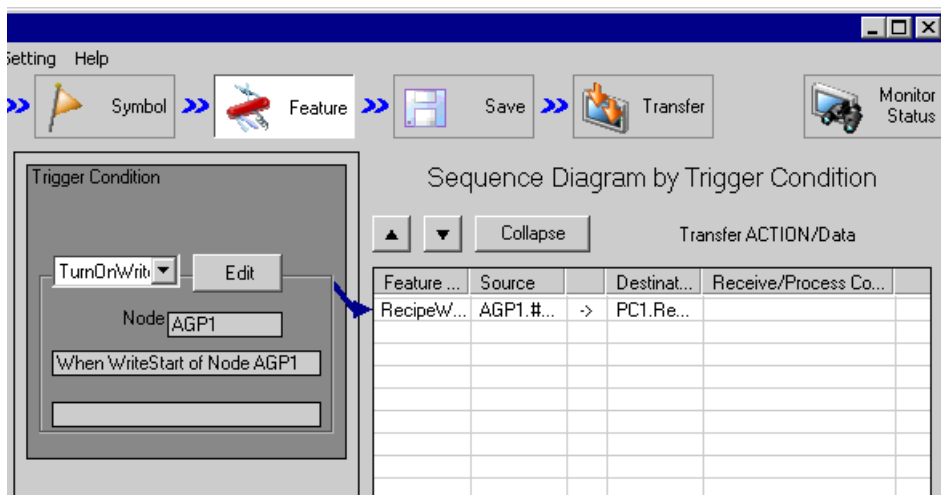 Setting Help
Symbol Feature Save Transfer Monitor Status
Trigger Condition
Sequence Diagram by Trigger Condition
Collapse Transfer ACTION/Data
TurnOnWrit Edit
Feature ... Source Destinat... Receive/Process Co...
RecipeW... AGP1.#... -> PC1.Re...
Node AGP1
When WriteStart of Node AGP1